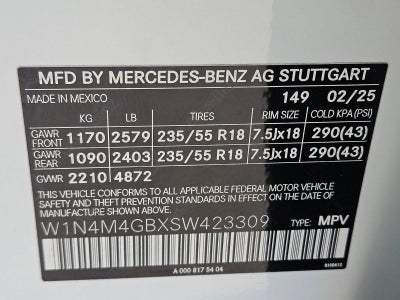 MFD BY MERCEDES-BENZ AG STUTTGART
MADE IN MEXICO 149 02/25
KG LB TIRES RIM SIZE COLD KPA (PSI)
GAWR FRONT 1170 2579 235/55 R18 7.5Jx18 290(43)
GAWR REAR 1090 2403 235/55 R18 7.5Jx18 290(43)
GVWR 2210 4872
THIS VEHICLE CONFORMS TO ALL APPLICABLE FEDERAL MOTOR VEHICLE
SAFETY AND THEFT PREVENTION STANDARDS IN EFFECT ON THE DATE OF
MANUFACTURE SHOWN ABOVE.
W1N4M4GBXSW423309 TYPE: MPV
A 000 817 54 04